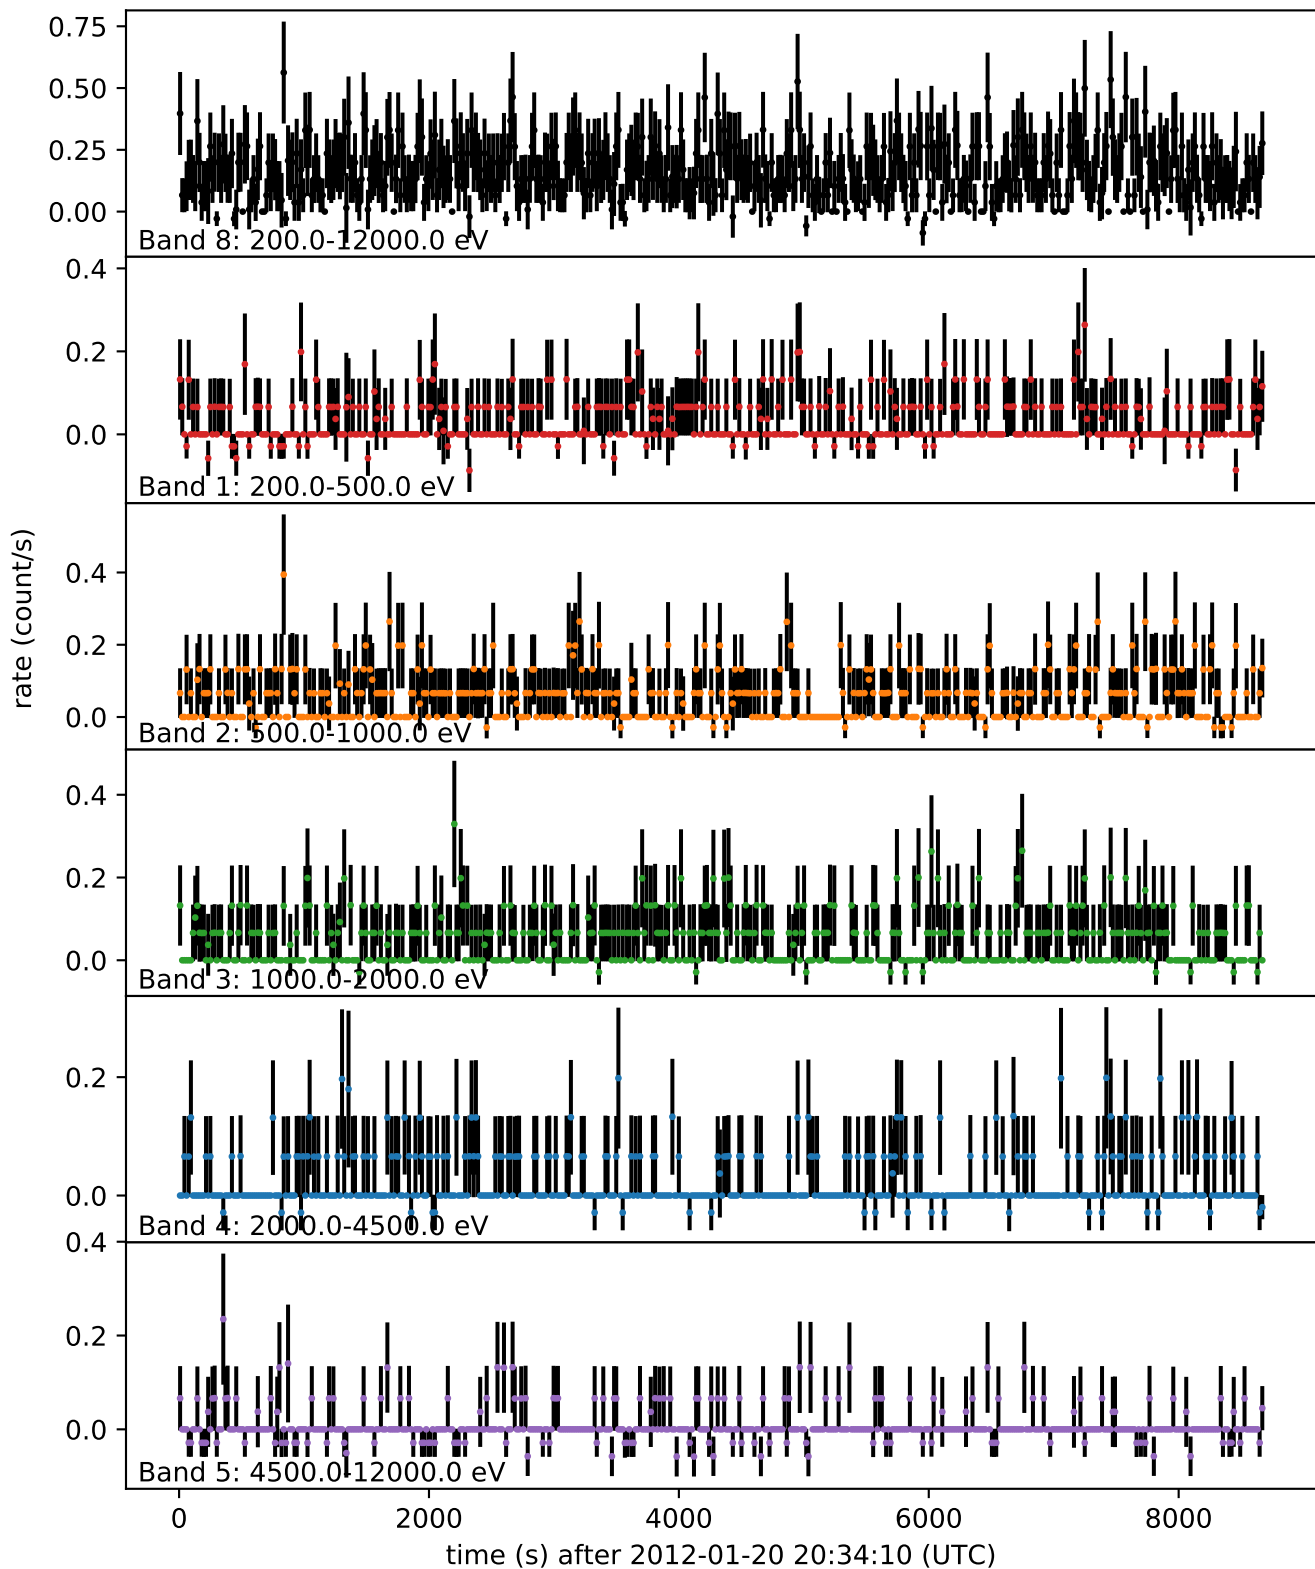 0.75
0.50
0.25
0.00
Band 8: 200.0-12000.0 eV
0.4
0.2
0.0
Band 1: 200.0-500.0 eV
rate (count/s)
0.4
0.2
0.0
Band 2: 500.0-1000.0 eV
0.4
0.2
0.0
Band 3: 1000.0-2000.0 eV
0.2
0.0
Band 4: 2000.0-4500.0 eV
0.4
0.2
0.0
Band 5: 4500.0-12000.0 eV
0 2000 4000 6000 8000
time (s) after 2012-01-20 20:34:10 (UTC)